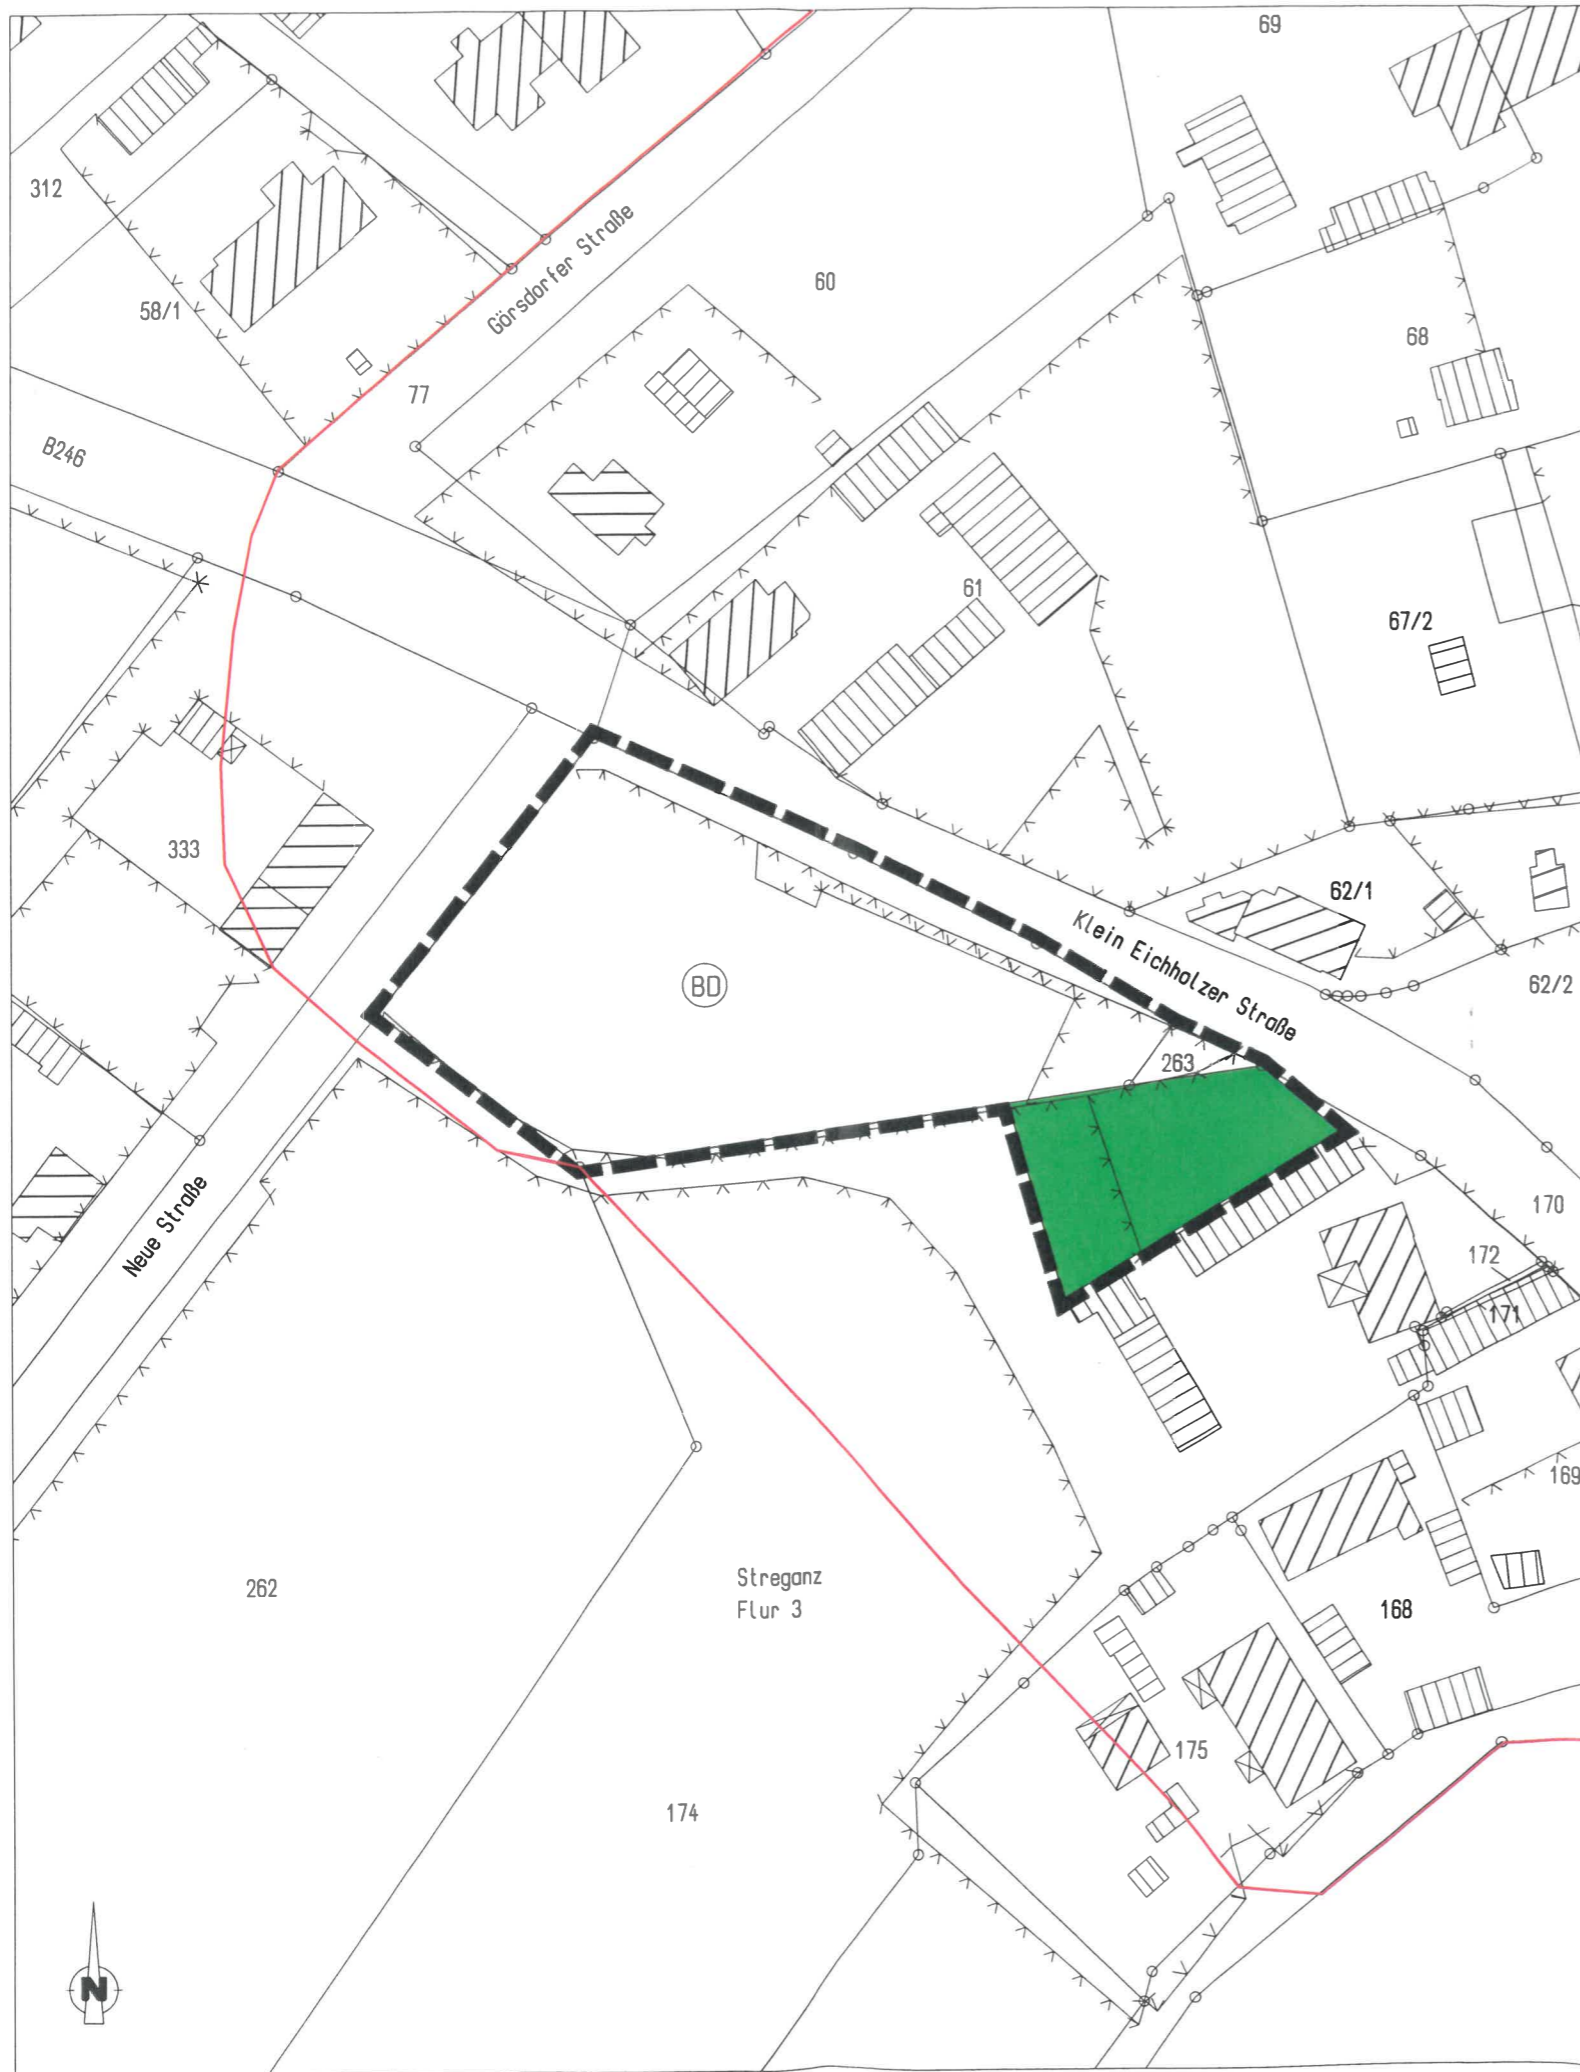 69
312
Görsdorfer Straße
60
58/1
68
77
B246
61
67/2
333
62/1
Klein Eichholzer Straße
BD
62/2
263
Neue Straße
170
172
171
169
262
Streganz
Flur 3
168
175
174
N